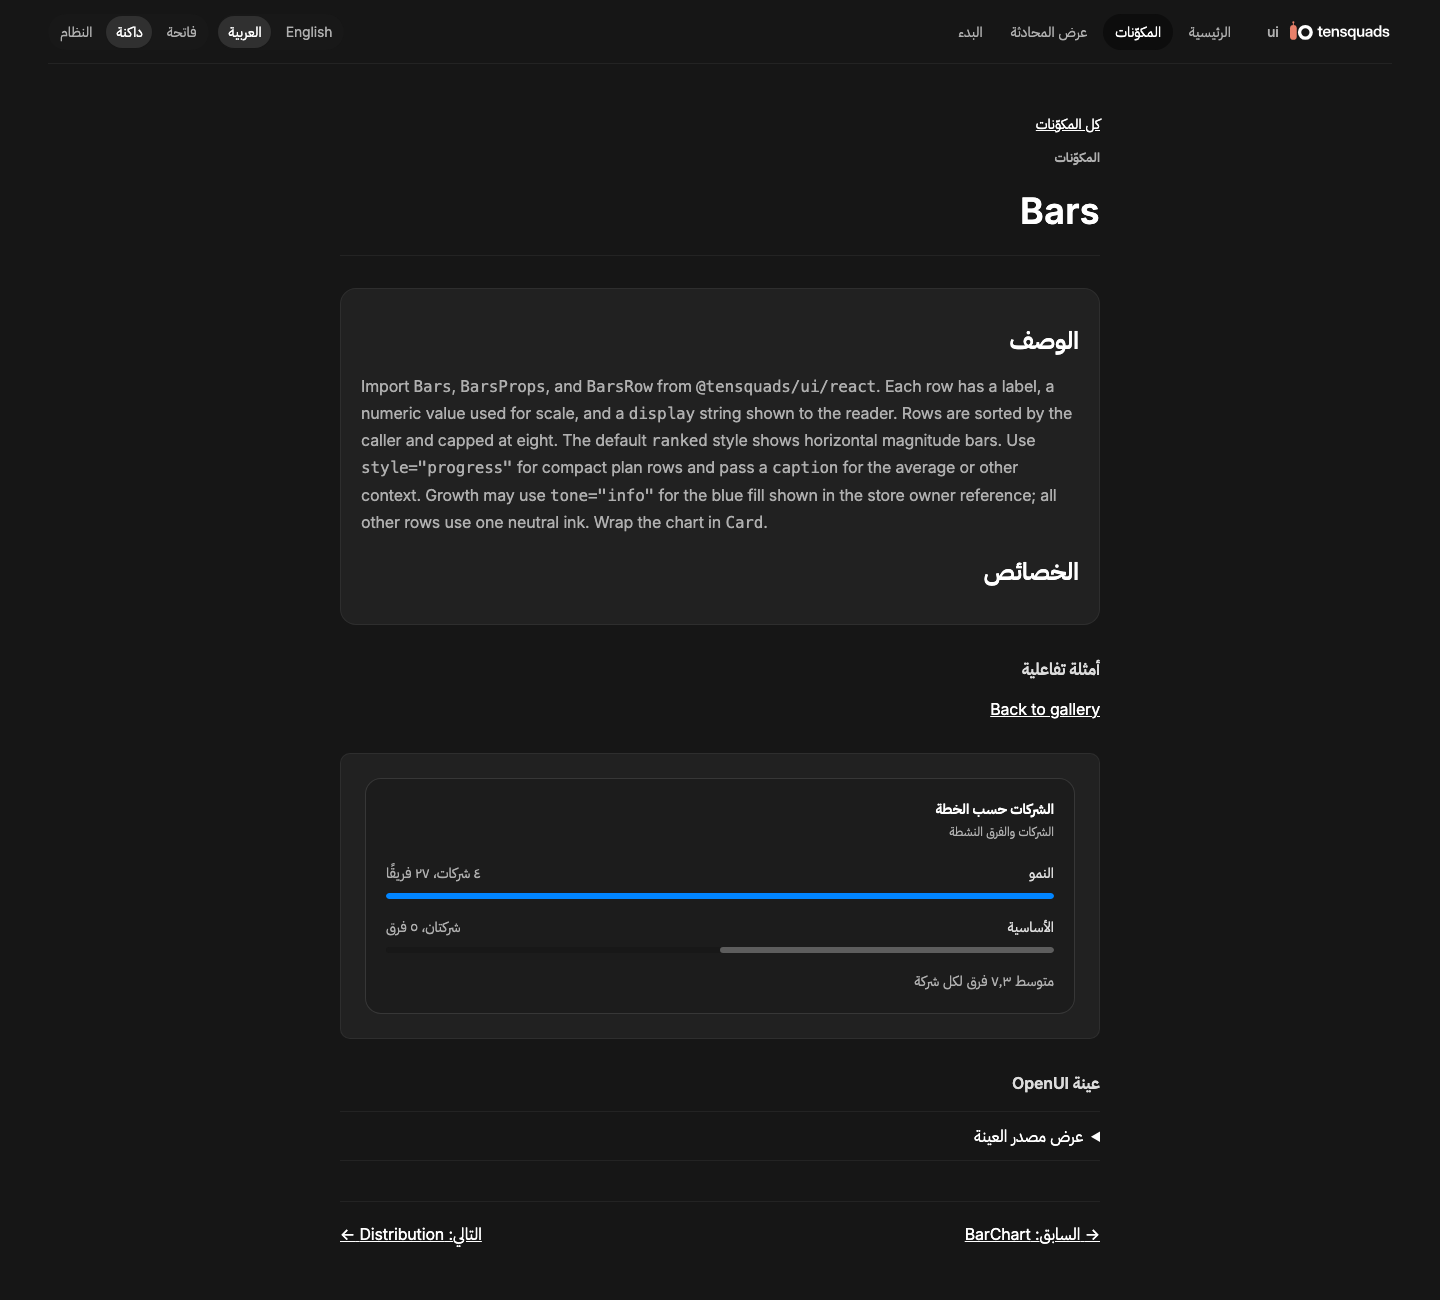 tensquads ui
الرئيسية
المكوّنات
عرض المحادثة
البدء
English
العربية
فاتحة
داكنة
النظام
كل المكوّنات
المكوّنات
Bars
الوصف
Import Bars, BarsProps, and BarsRow from @tensquads/ui/react. Each row has a label, a
numeric value used for scale, and a display string shown to the reader. Rows are sorted by the
caller and capped at eight. The default ranked style shows horizontal magnitude bars. Use
style="progress" for compact plan rows and pass a caption for the average or other
context. Growth may use tone="info" for the blue fill shown in the store owner reference; all
other rows use one neutral ink. Wrap the chart in Card.
الخصائص
أمثلة تفاعلية
Back to gallery
الشركات حسب الخطة
الشركات والفرق النشطة
النمو
٤ شركات، ٢٧ فريقًا
الأساسية
شركتان، ٥ فرق
متوسط ٧٫٣ فرق لكل شركة
عينة OpenUI
عرض مصدر العينة
→ السابق: BarChart
التالي: Distribution ←